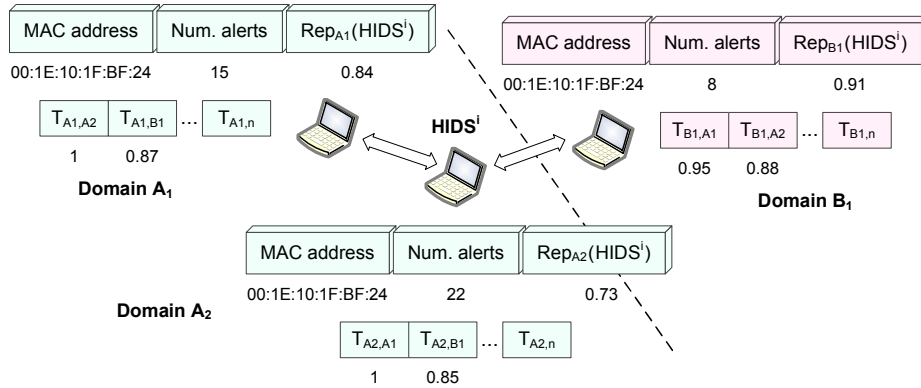 MAC address Num. alerts Rep_A1(HIDS^i)
00:1E:10:1F:BF:24 15 0.84
T_A1,A2 T_A1,B1 ... T_A1,n
1 0.87
Domain A_1
HIDS^i
MAC address Num. alerts Rep_B1(HIDS^i)
00:1E:10:1F:BF:24 8 0.91
T_B1,A1 T_B1,A2 ... T_B1,n
0.95 0.88
Domain B_1
MAC address Num. alerts Rep_A2(HIDS^i)
00:1E:10:1F:BF:24 22 0.73
Domain A_2
T_A2,A1 T_A2,B1 ... T_A2,n
1 0.85